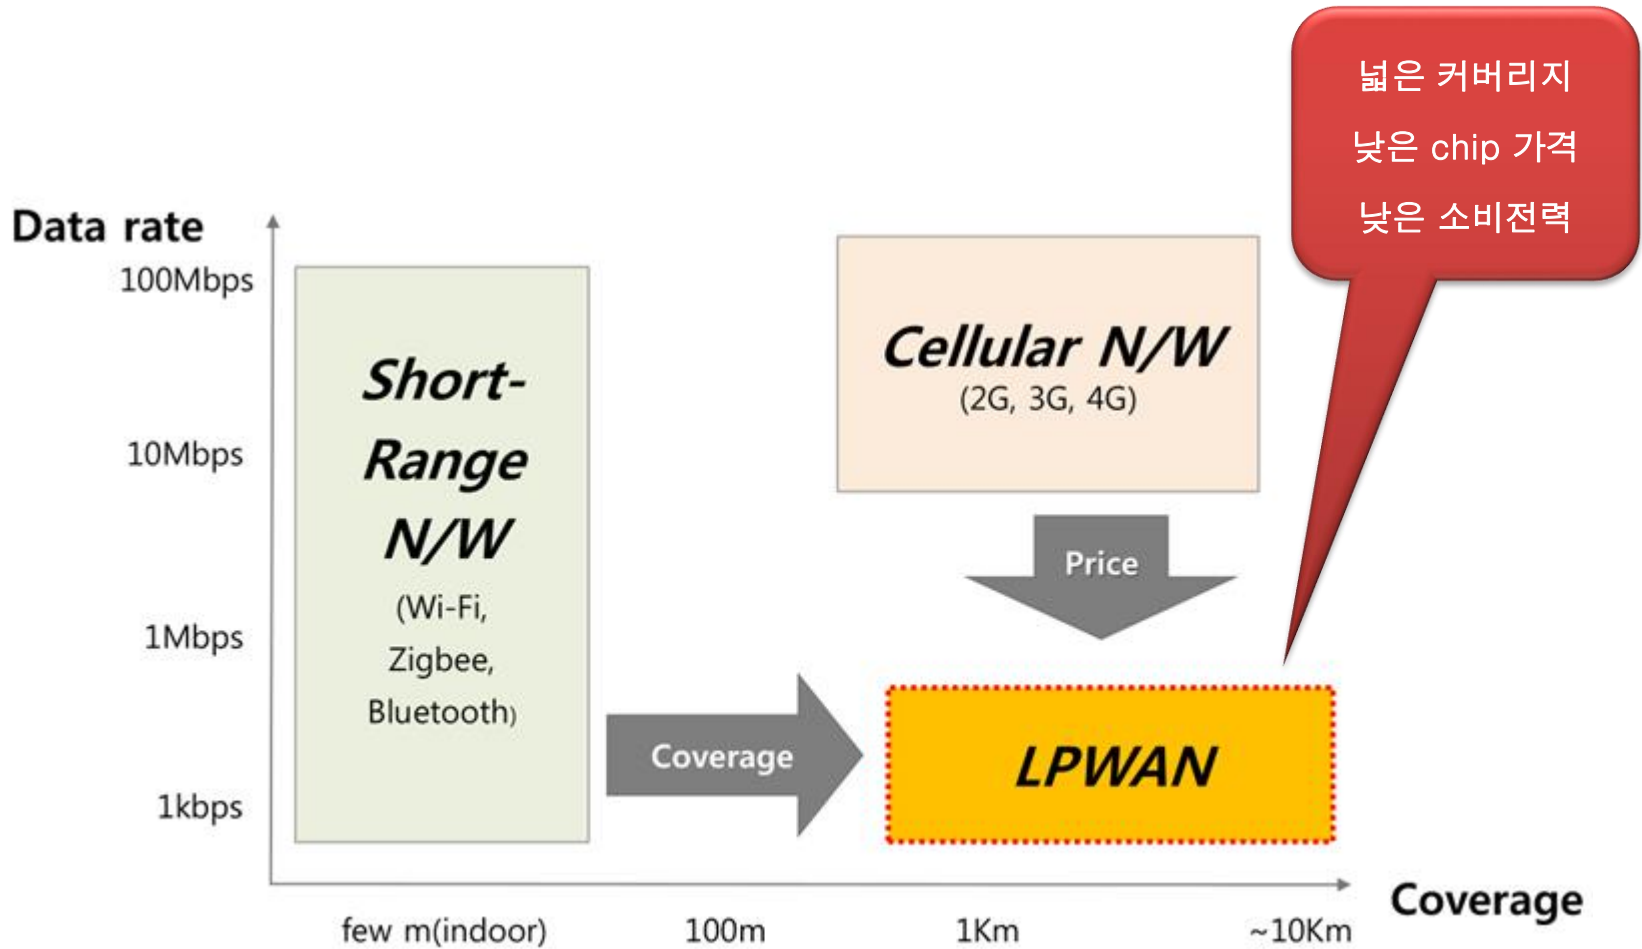 넓은 커버리지
낮은 chip 가격
낮은 소비전력
Data rate
100Mbps
10Mbps
1Mbps
1kbps
Short-
Range
N/W
(Wi-Fi,
Zigbee,
Bluetooth)
Cellular N/W
(2G, 3G, 4G)
Price
Coverage
LPWAN
few m(indoor)
100m
1Km
~10Km
Coverage